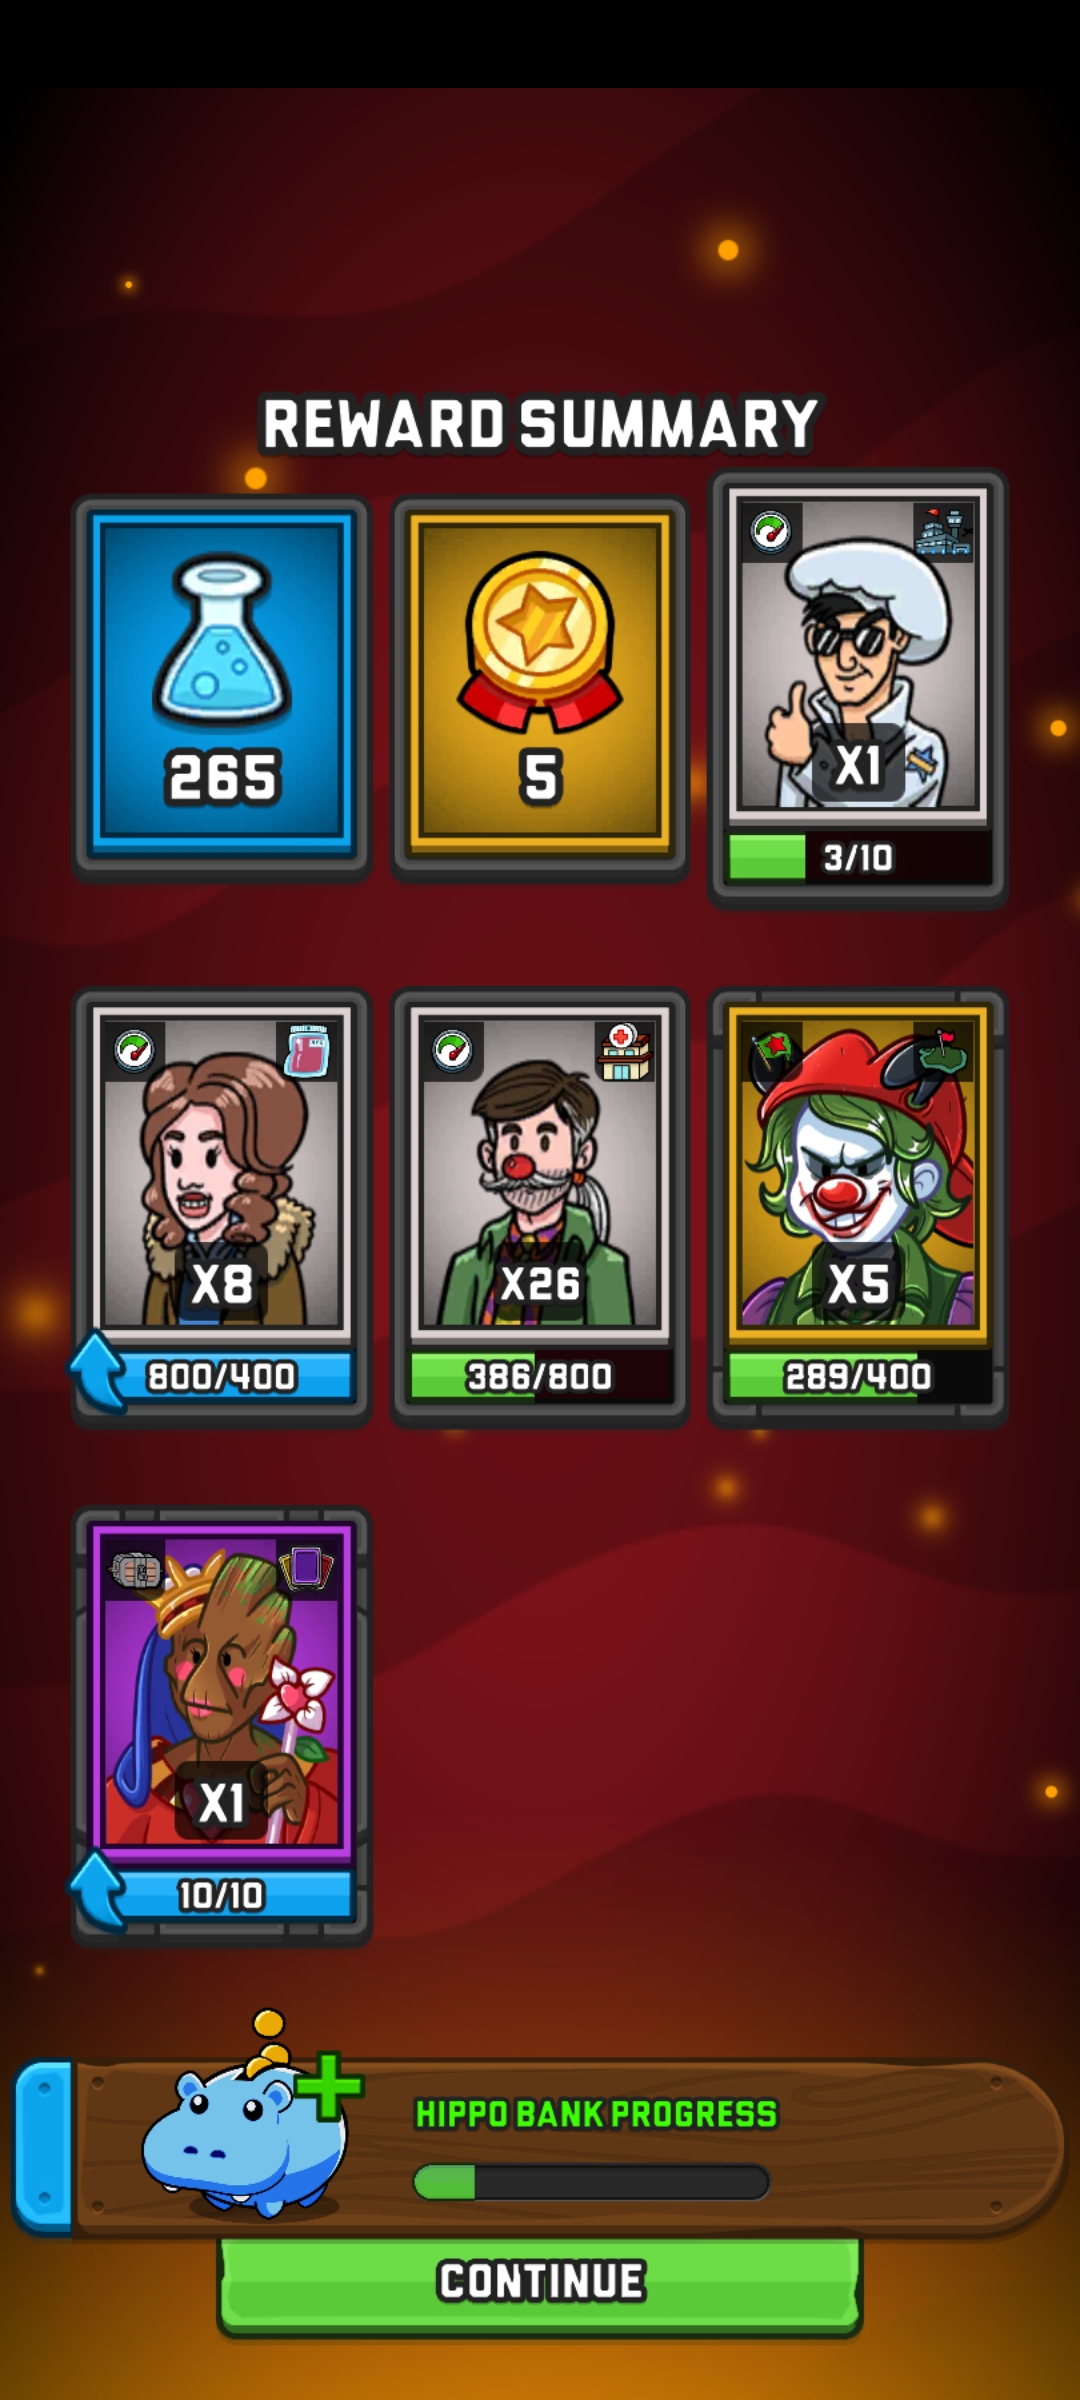 REWARD SUMMARY
265
5
X1
3/10
X8
X26
X5
800/400
386/800
289/400
X1
10/10
HIPPO BANK PROGRESS
CONTINUE